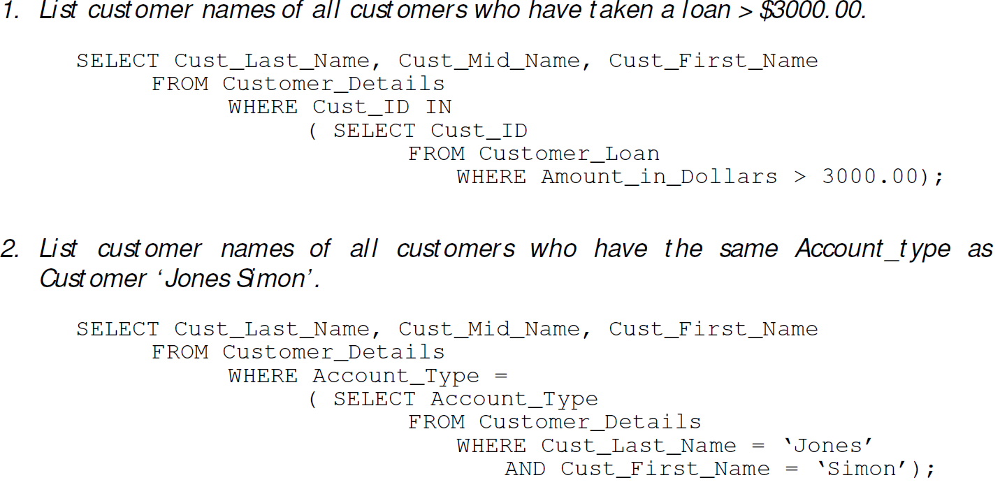 1. List customer names of all customers who have taken a loan > $3000.00.
SELECT Cust_Last_Name, Cust_Mid_Name, Cust_First_Name
FROM Customer_Details
WHERE Cust_ID IN
( SELECT Cust_ID
FROM Customer_Loan
WHERE Amount_in_Dollars > 3000.00);
2. List customer names of all customers who have the same Account_type as
Customer ‘Jones Simon’.
SELECT Cust_Last_Name, Cust_Mid_Name, Cust_First_Name
FROM Customer_Details
WHERE Account_Type =
( SELECT Account_Type
FROM Customer_Details
WHERE Cust_Last_Name = ‘Jones’
AND Cust_First_Name = ‘Simon’);